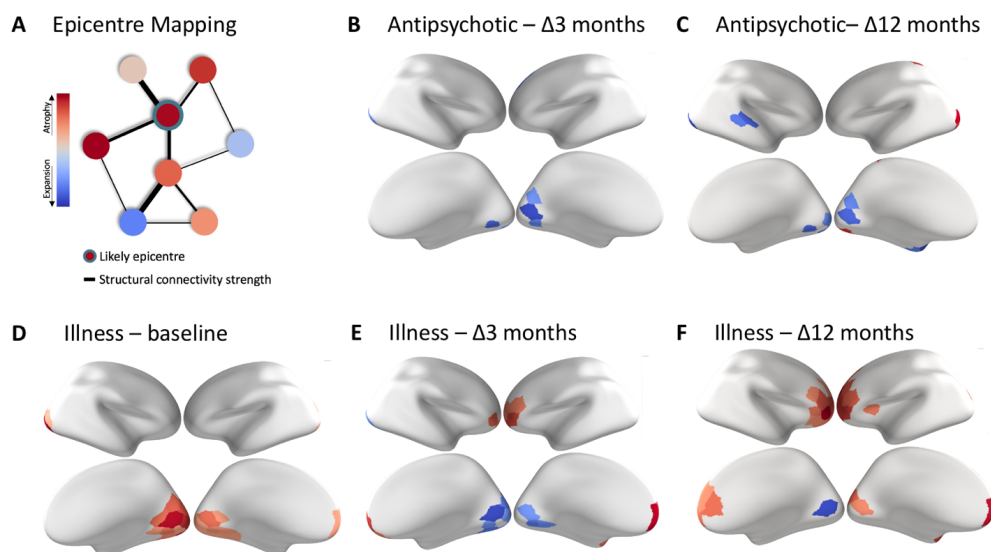 A Epicentre Mapping
Atrophy
Expansion
Likely epicentre
Structural connectivity strength
B Antipsychotic – Δ3 months
C Antipsychotic– Δ12 months
D Illness – baseline
E Illness – Δ3 months
F Illness – Δ12 months